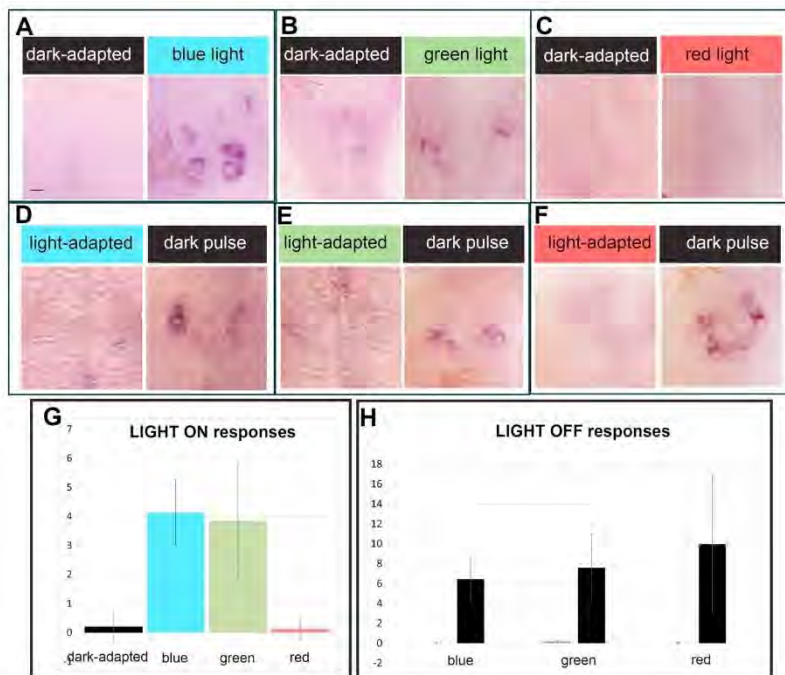 A
dark-adapted
blue light
B
dark-adapted
green light
C
dark-adapted
red light
D
light-adapted
dark pulse
E
light-adapted
dark pulse
F
light-adapted
dark pulse
G
LIGHT ON responses
7
6
5
4
3
2
1
0
dark-adapted
blue
green
red
H
LIGHT OFF responses
18
16
14
12
10
8
6
4
2
0
-2
blue
green
red